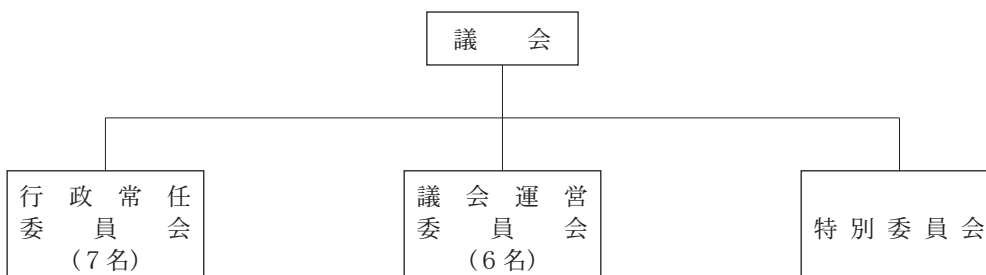 議会
行政常任
委員会
（7名）
議会運営
委員会
（6名）
特別委員会